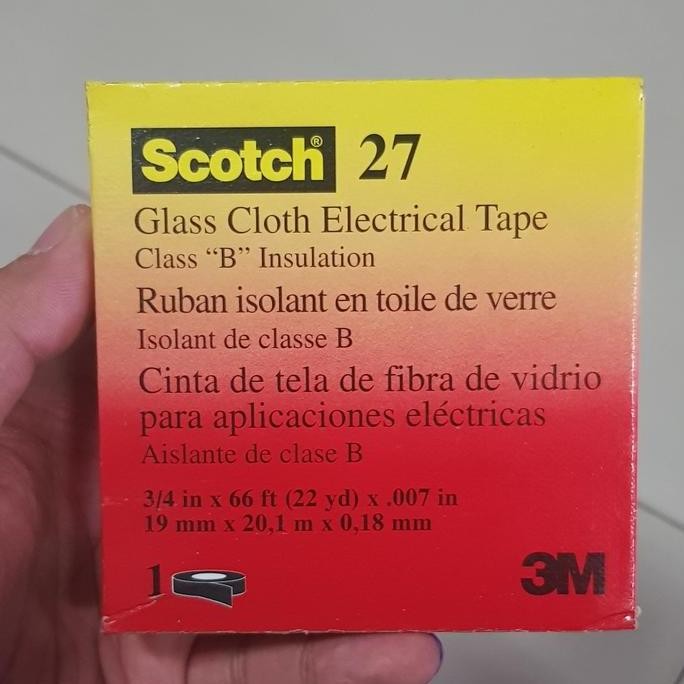 Scotch® 27
Glass Cloth Electrical Tape
Class “B” Insulation
Ruban isolant en toile de verre
Isolant de classe B
Cinta de tela de fibra de vidrio
para aplicaciones eléctricas
Aislante de clase B
3/4 in x 66 ft (22 yd) x .007 in
19 mm x 20,1 m x 0,18 mm
1
3M